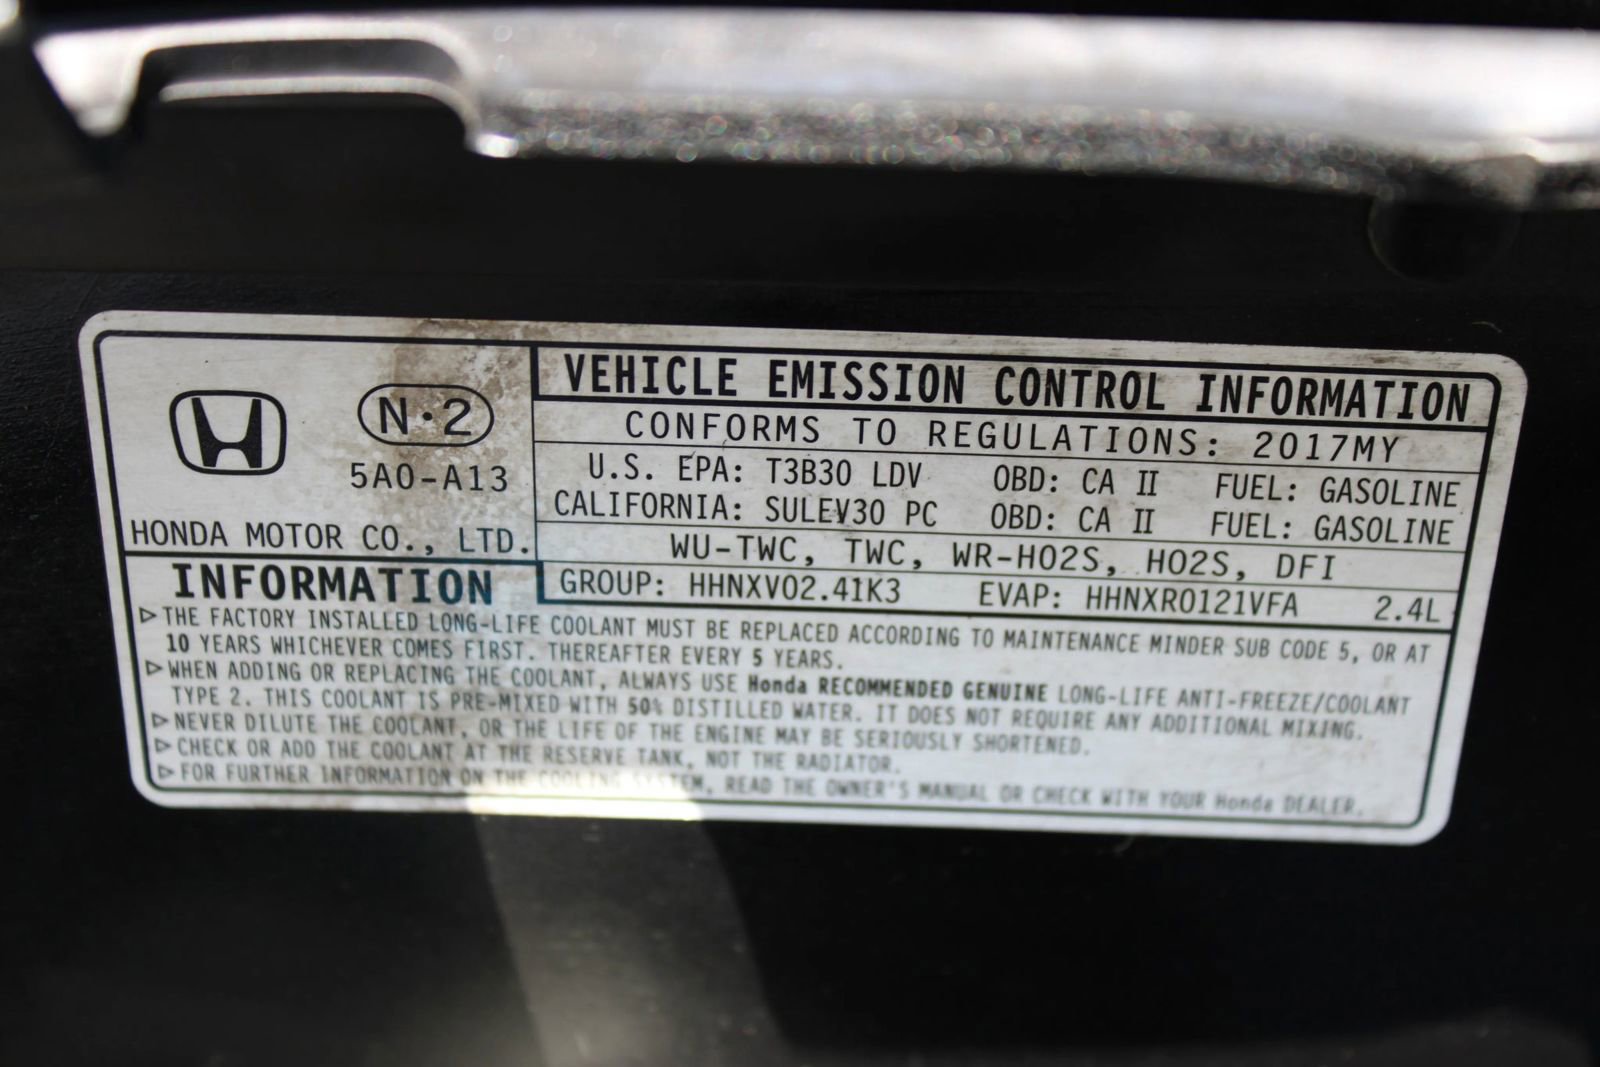 N·2
5A0-A13
HONDA MOTOR CO., LTD.
VEHICLE EMISSION CONTROL INFORMATION
CONFORMS TO REGULATIONS: 2017MY
U.S. EPA: T3B30 LDV OBD: CA II FUEL: GASOLINE
CALIFORNIA: SULEV30 PC OBD: CA II FUEL: GASOLINE
WU-TWC, TWC, WR-HO2S, HO2S, DFI
GROUP: HHNXV02.41K3 EVAP: HHNXR0121VFA 2.4L
INFORMATION
▷ THE FACTORY INSTALLED LONG-LIFE COOLANT MUST BE REPLACED ACCORDING TO MAINTENANCE MINDER SUB CODE 5, OR AT
10 YEARS WHICHEVER COMES FIRST. THEREAFTER EVERY 5 YEARS.
▷ WHEN ADDING OR REPLACING THE COOLANT, ALWAYS USE Honda RECOMMENDED GENUINE LONG-LIFE ANTI-FREEZE/COOLANT
TYPE 2. THIS COOLANT IS PRE-MIXED WITH 50% DISTILLED WATER. IT DOES NOT REQUIRE ANY ADDITIONAL MIXING.
▷ NEVER DILUTE THE COOLANT, OR THE LIFE OF THE ENGINE MAY BE SERIOUSLY SHORTENED.
▷ CHECK OR ADD THE COOLANT AT THE RESERVE TANK, NOT THE RADIATOR.
▷ FOR FURTHER INFORMATION ON THE COOLING SYSTEM, READ THE OWNER'S MANUAL OR CHECK WITH YOUR Honda DEALER.